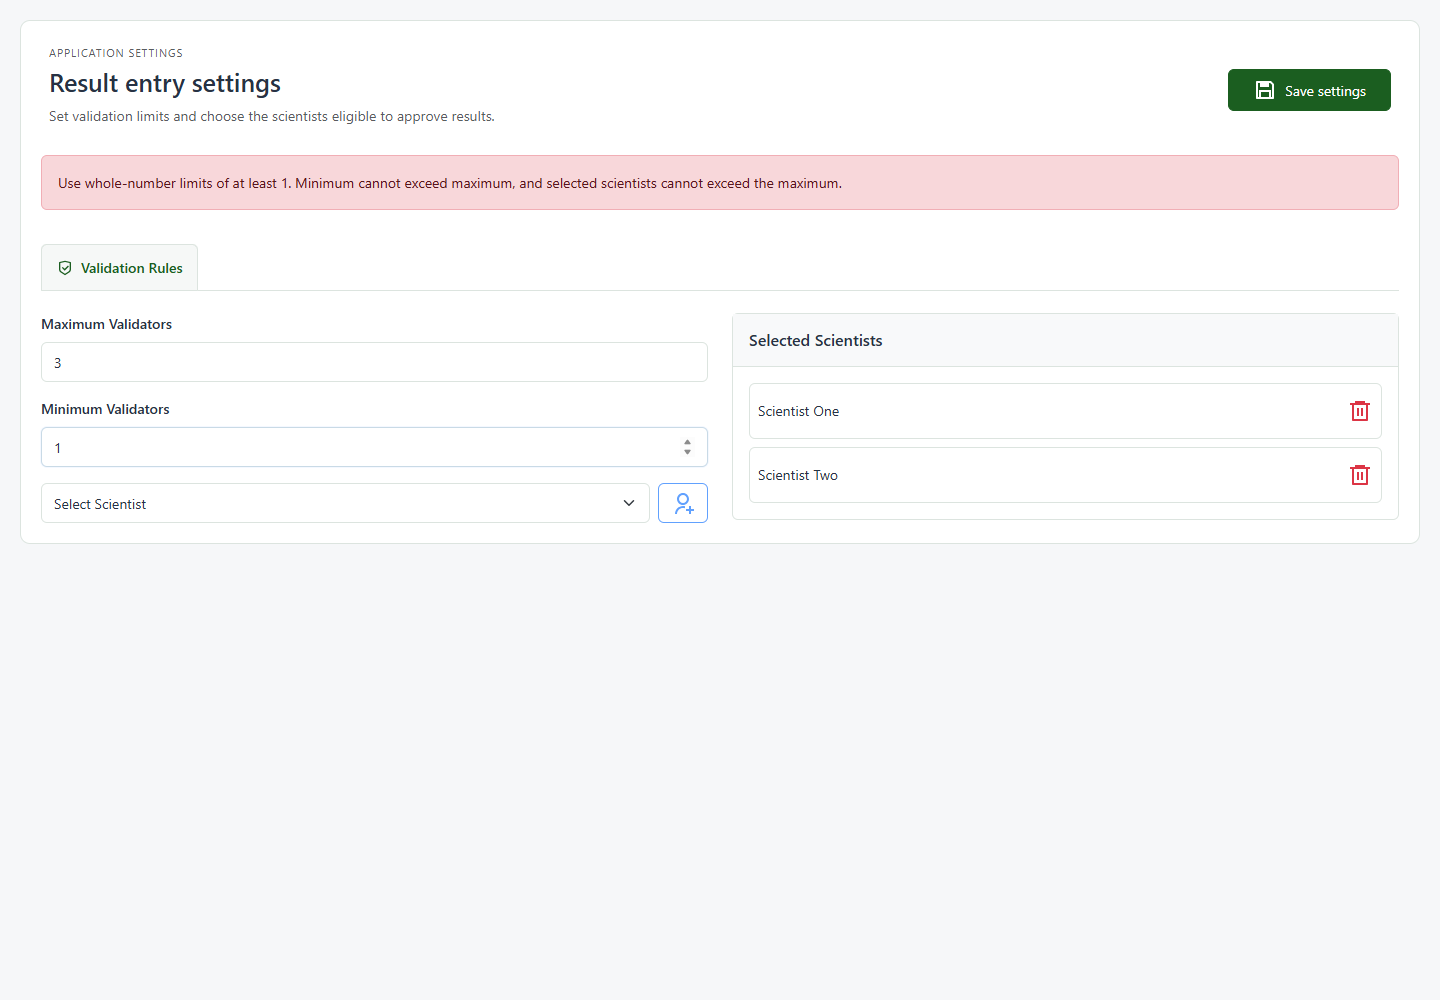 APPLICATION SETTINGS
Result entry settings
Set validation limits and choose the scientists eligible to approve results.
Save settings
Use whole-number limits of at least 1. Minimum cannot exceed maximum, and selected scientists cannot exceed the maximum.
Validation Rules
Maximum Validators
3
Minimum Validators
1
Select Scientist
Selected Scientists
Scientist One
Scientist Two